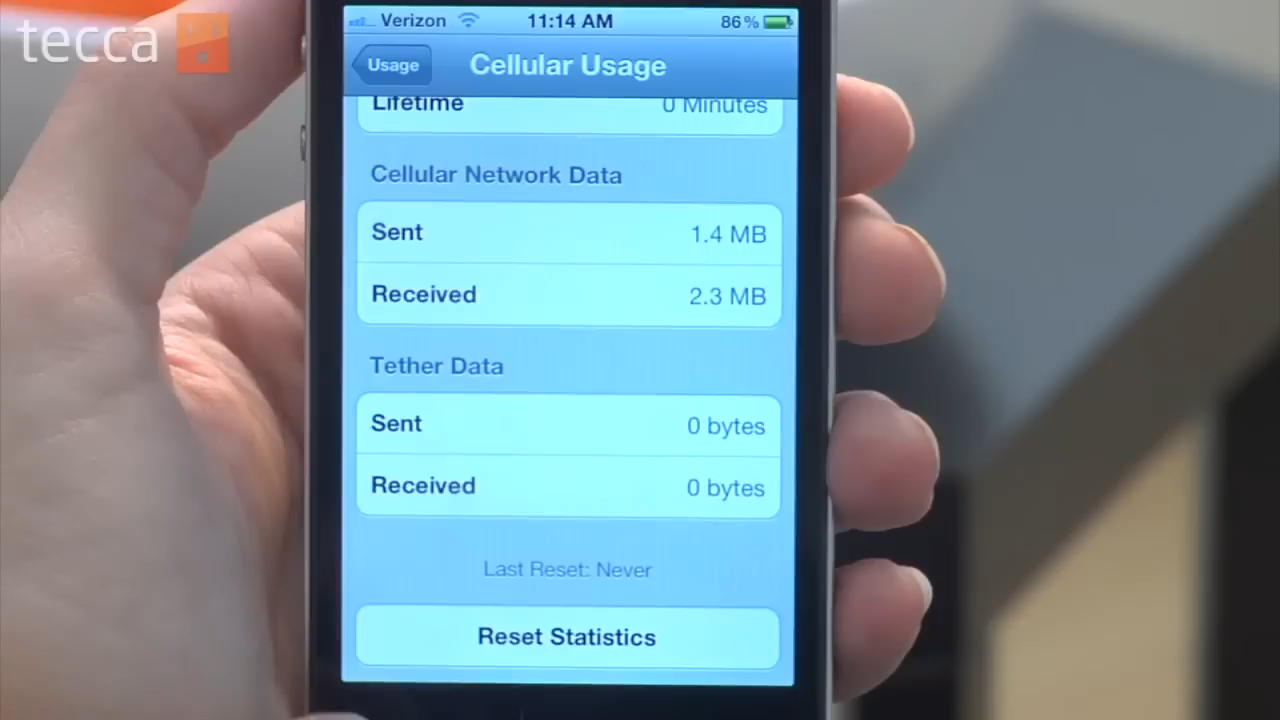 tecca
Verizon 11:14 AM 86%
Usage Cellular Usage
Lifetime 0 Minutes
Cellular Network Data
Sent 1.4 MB
Received 2.3 MB
Tether Data
Sent 0 bytes
Received 0 bytes
Last Reset: Never
Reset Statistics